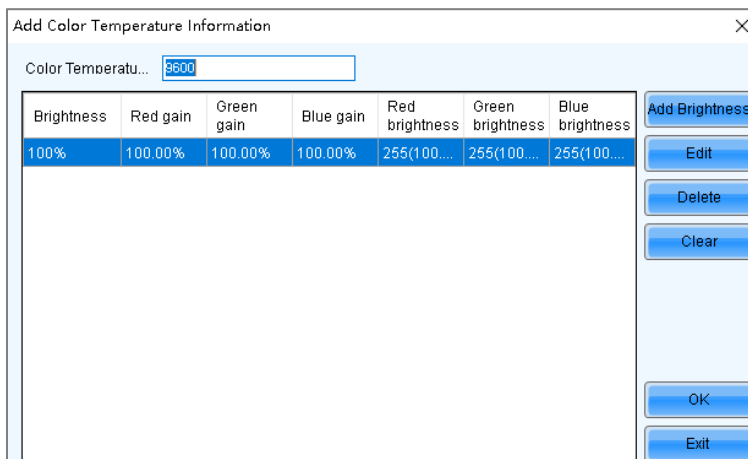 Add Color Temperature Information
Color Temperatu... 9600
Brightness Red gain Green gain Blue gain Red brightness Green brightness Blue brightness
100% 100.00% 100.00% 100.00% 255(100.... 255(100.... 255(100....
Add Brightness
Edit
Delete
Clear
OK
Exit